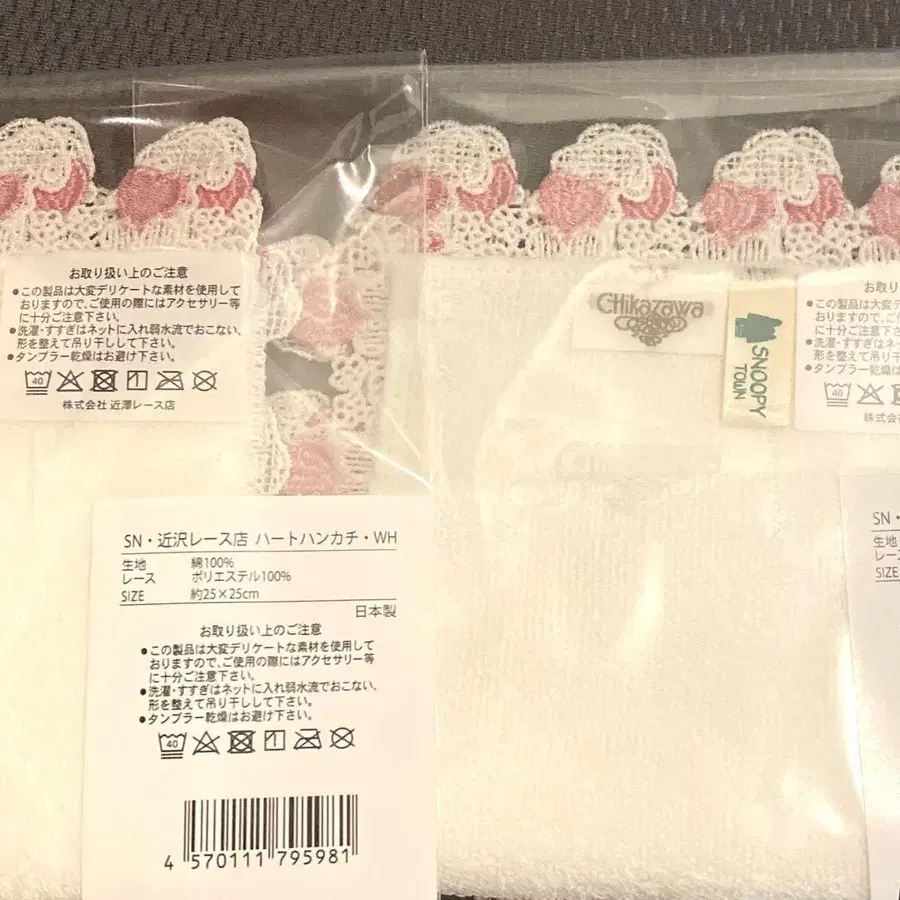 お取り扱い上のご注意
●この製品は大変デリケートな素材を使用して
おりますので、ご使用の際にはアクセサリー等
に十分ご注意下さい。
●洗濯・すすぎはネットに入れ弱水流でおこない、
形を整えて吊り干しして下さい。
●タンブラー乾燥はお避け下さい。
40
株式会社 近澤レース店
CHikazawa
SNOOPY
TOWN
お取り
●この製品は大変デ
おりますので、ご
に十分ご注意下
●洗濯・すすぎはネ
形を整えて吊り
●タンブラー乾燥
40
株式会
SN・近沢レース店 ハートハンカチ・WH
生地 綿100%
レース ポリエステル100%
SIZE 約25×25cm
日本製
お取り扱い上のご注意
●この製品は大変デリケートな素材を使用して
おりますので、ご使用の際にはアクセサリー等
に十分ご注意下さい。
●洗濯・すすぎはネットに入れ弱水流でおこない、
形を整えて吊り干しして下さい。
●タンブラー乾燥はお避け下さい。
40
4 570111 795981
SN・
生地
レース
SIZE